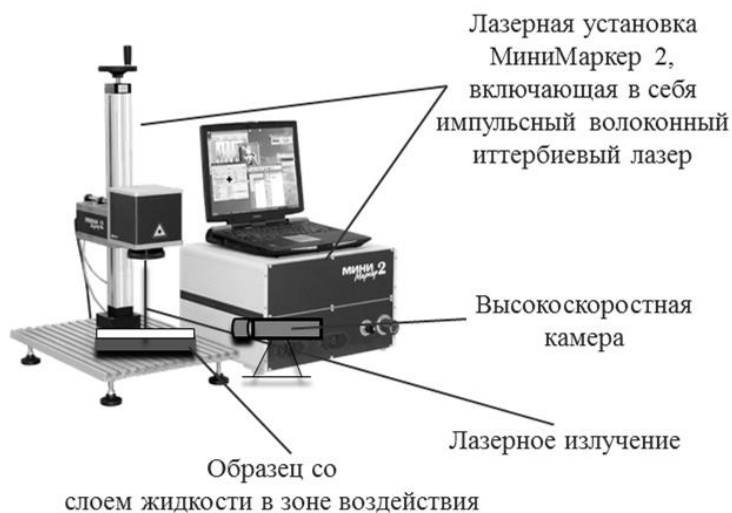 Лазерная установка
МиниМаркер 2,
включающая в себя
импульсный волоконный
иттербиевый лазер
МИНИ
Маркер 2
Высокоскоростная
камера
Лазерное излучение
Образец со
слоем жидкости в зоне воздействия